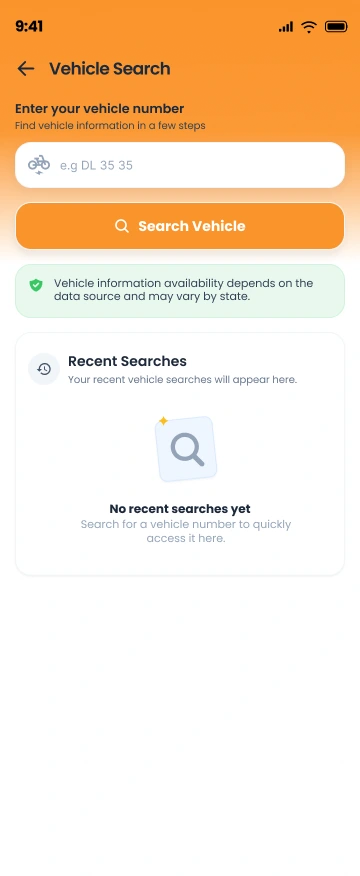 9:41
Vehicle Search
Enter your vehicle number
Find vehicle information in a few steps
e.g DL 35 35
Search Vehicle
Vehicle information availability depends on the
data source and may vary by state.
Recent Searches
Your recent vehicle searches will appear here.
No recent searches yet
Search for a vehicle number to quickly
access it here.